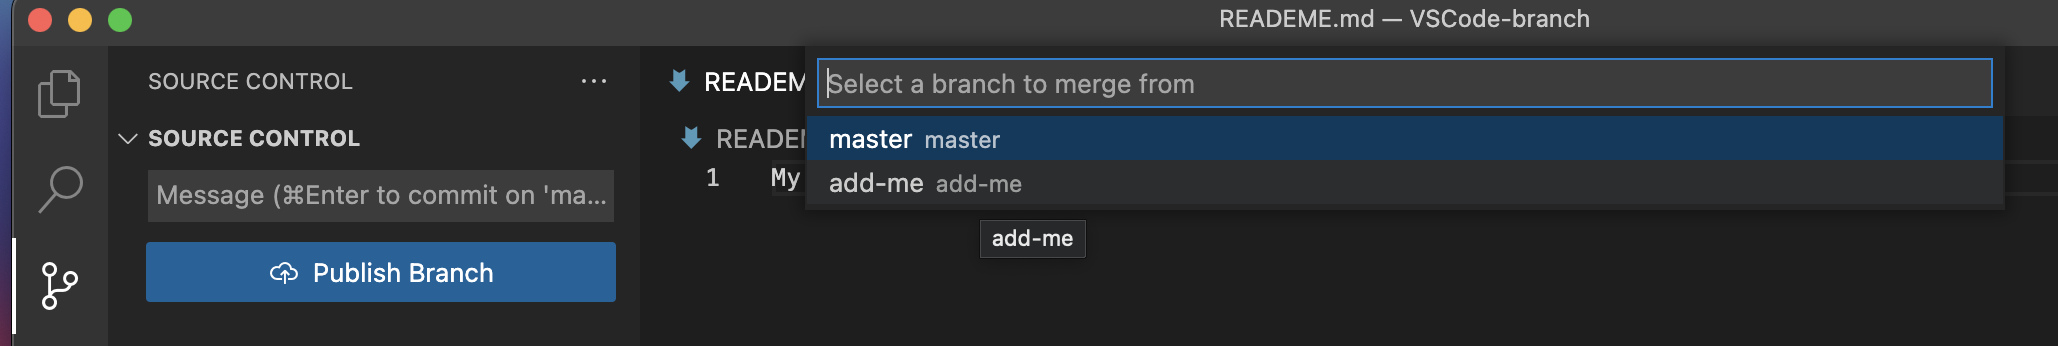 READEME.md — VSCode-branch
SOURCE CONTROL
SOURCE CONTROL
Message (⌘Enter to commit on 'ma...
Publish Branch
READEM
Select a branch to merge from
master master
add-me add-me
READE
1 My
add-me